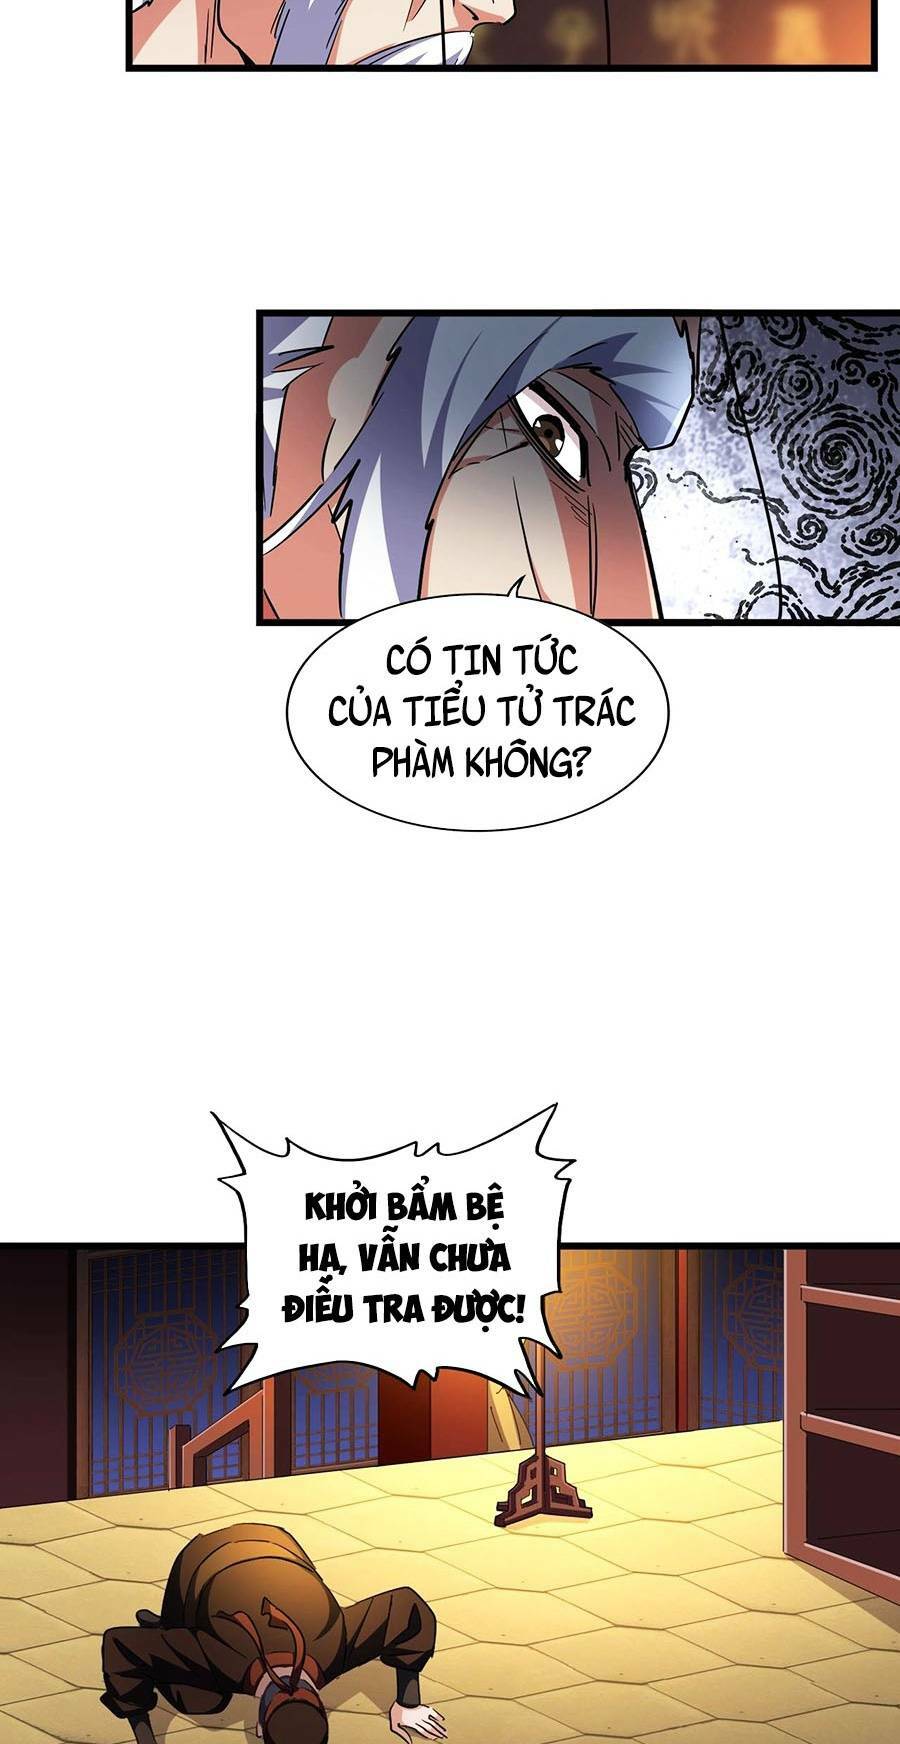 CÓ TIN TỨC
CỦA TIỂU TỬ TRÁC
PHÀM KHÔNG?
KHỞI BẨM BỆ
HẠ, VẪN CHƯA
ĐIỀU TRA ĐƯỢC!